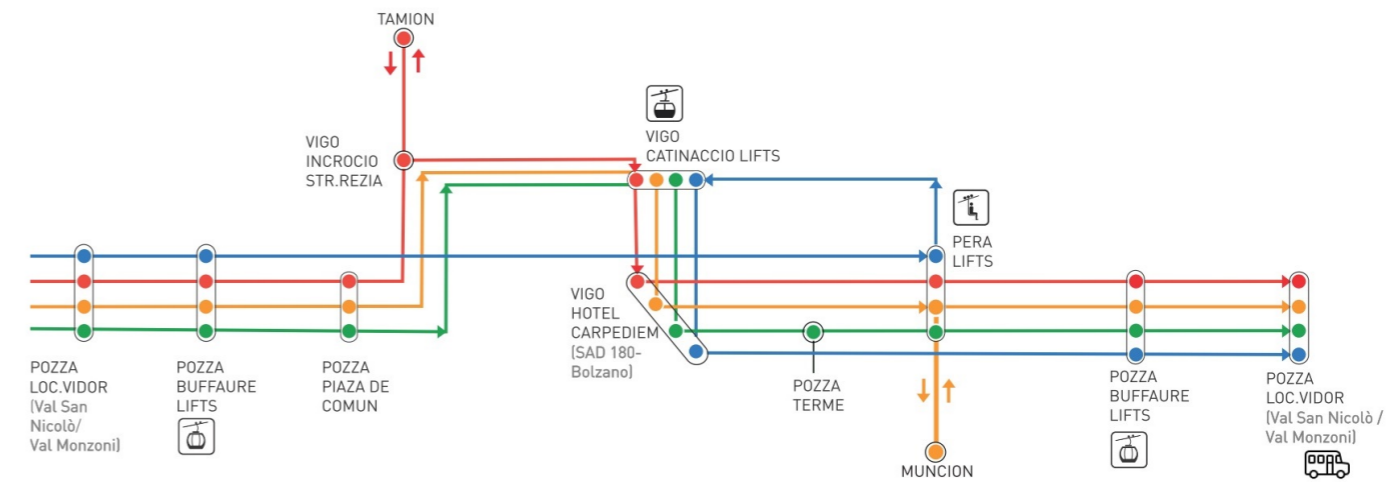 TAMION
VIGO
INCROCIO
STR.REZIA
VIGO
CATINACCIO LIFTS
PERA
LIFTS
VIGO
HOTEL
CARPEDIEM
(SAD 180-
Bolzano)
POZZA
LOC.VIDOR
(Val San
Nicolò/
Val Monzoni)
POZZA
BUFFAURE
LIFTS
POZZA
PIAZA DE
COMUN
POZZA
TERME
MUNCION
POZZA
BUFFAURE
LIFTS
POZZA
LOC.VIDOR
(Val San Nicolò /
Val Monzoni)